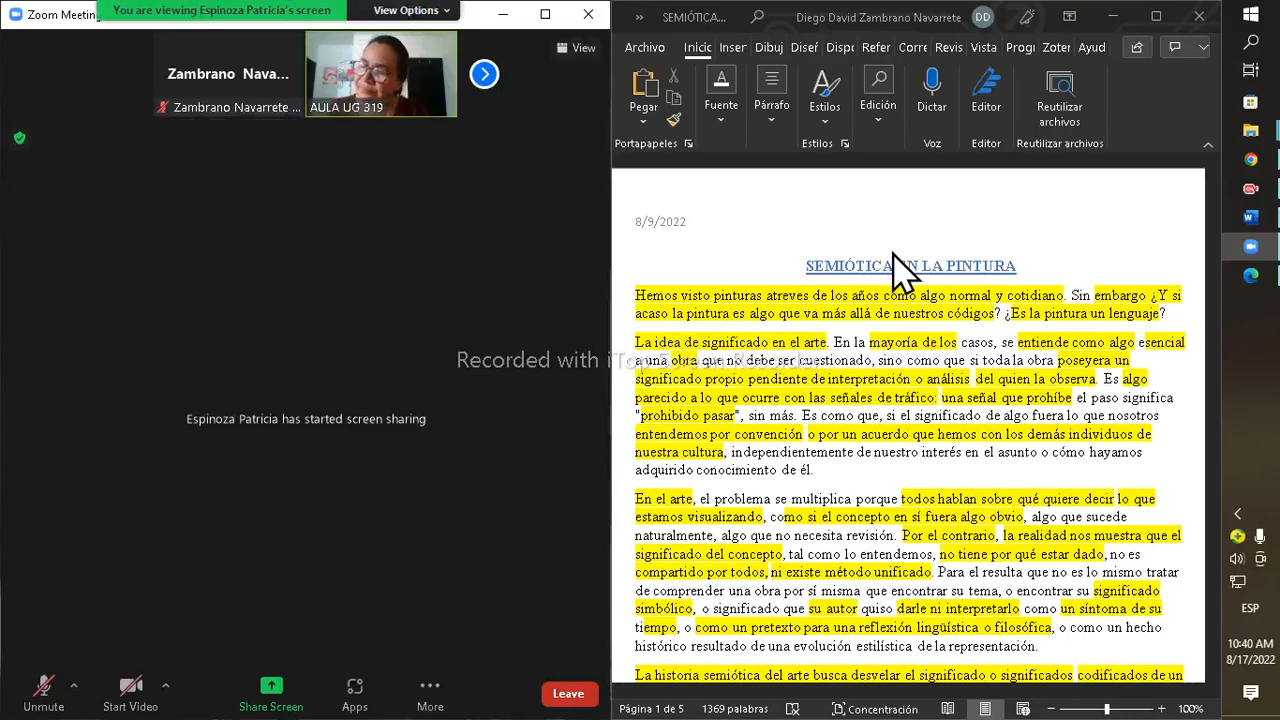 Zoom Meeting
You are viewing Espinoza Patricia's screen
View Options
Zambrano Nava...
Zambrano Navarrete ...
AULA UG 319
View
Espinoza Patricia has started screen sharing
Unmute
Start Video
Share Screen
Apps
More
Leave
Recorded with iTop Screen Recorder
SEMIÓTICA...
Diego David Zambrano Navarrete
DD
Archivo
Inicio
Inser
Dibuj
Diseñ
Dispo
Refer
Corre
Revis
Vista
Progr
Zoter
Ayud
Pegar
Fuente
Párrafo
Estilos
Edición
Dictar
Editor
Reutilizar
archivos
Portapapeles
Estilos
Voz
Editor
Reutilizar archivos
8/9/2022
SEMIÓTICA EN LA PINTURA
Hemos visto pinturas atreves de los años como algo normal y cotidiano. Sin embargo ¿Y si
acaso la pintura es algo que va más allá de nuestros códigos? ¿Es la pintura un lenguaje?
La idea de significado en el arte. En la mayoría de los casos, se entiende como algo esencial
a una obra que no debe ser cuestionado, sino como que si toda la obra poseyera un
significado propio pendiente de interpretación o análisis del quien la observa. Es algo
parecido a lo que ocurre con las señales de tráfico: una señal que prohíbe el paso significa
"prohibido pasar", sin más. Es como que, si el significado de algo fuera lo que nosotros
entendemos por convención o por un acuerdo que hemos con los demás individuos de
nuestra cultura, independientemente de nuestro interés en el asunto o cómo hayamos
adquirido conocimiento de él.
En el arte, el problema se multiplica porque todos hablan sobre qué quiere decir lo que
estamos visualizando, como si el concepto en sí fuera algo obvio, algo que sucede
naturalmente, algo que no necesita revisión. Por el contrario, la realidad nos muestra que el
significado del concepto, tal como lo entendemos, no tiene por qué estar dado, no es
compartido por todos, ni existe método unificado. Para el resulta que no es lo mismo tratar
de comprender una obra por sí misma que encontrar su tema, o encontrar su significado
simbólico, o significado que su autor quiso darle ni interpretarlo como un síntoma de su
tiempo, o como un pretexto para una reflexión lingüística o filosófica, o como un hecho
histórico resultado de una evolución estilística de la representación.
La historia semiótica del arte busca desvelar el significado o significados codificados de un
Página 1 de 5
1369 palabras
Concentración
100%
ESP
10:40 AM
8/17/2022